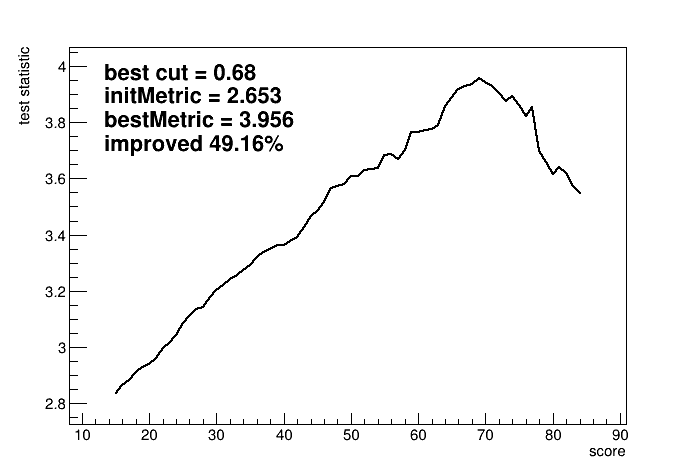 test statistic
best cut = 0.68
initMetric = 2.653
bestMetric = 3.956
improved 49.16%
4
3.8
3.6
3.4
3.2
3
2.8
10 20 30 40 50 60 70 80 90
score